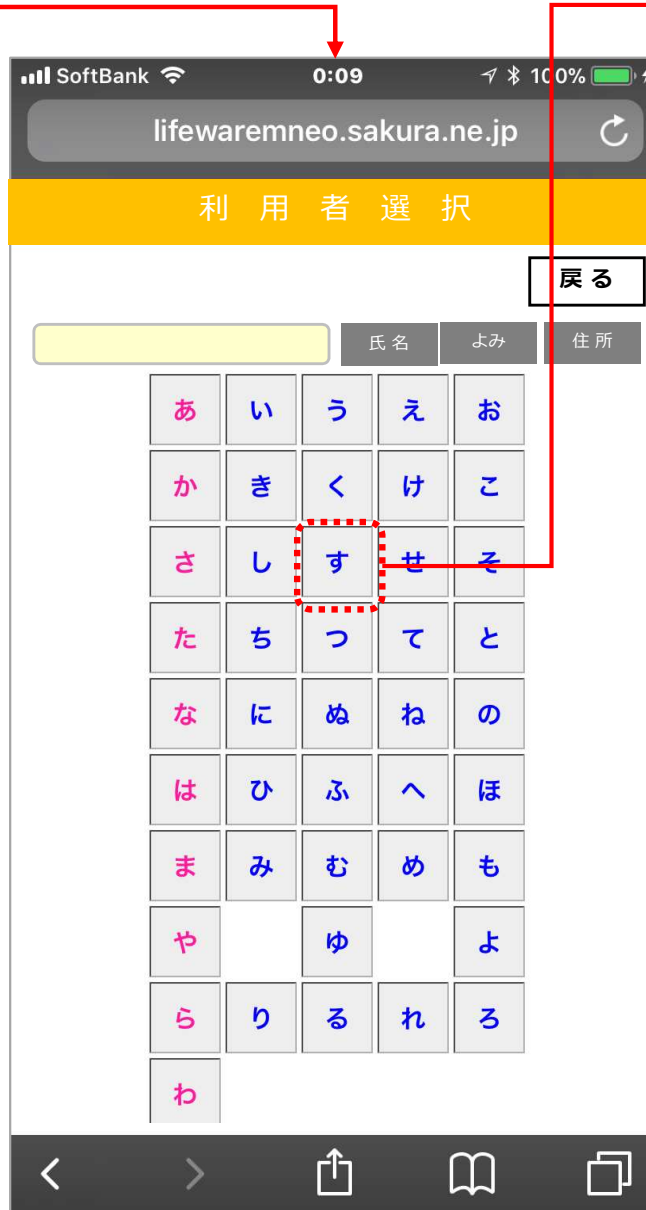 SoftBank 0:09 100%
lifewaremneo.sakura.ne.jp
利用者選択
戻る
氏名 よみ 住所
あ い う え お
か き く け こ
さ し す せ そ
た ち つ て と
な に ぬ ね の
は ひ ふ へ ほ
ま み む め も
や ゆ よ
ら り る れ ろ
わ